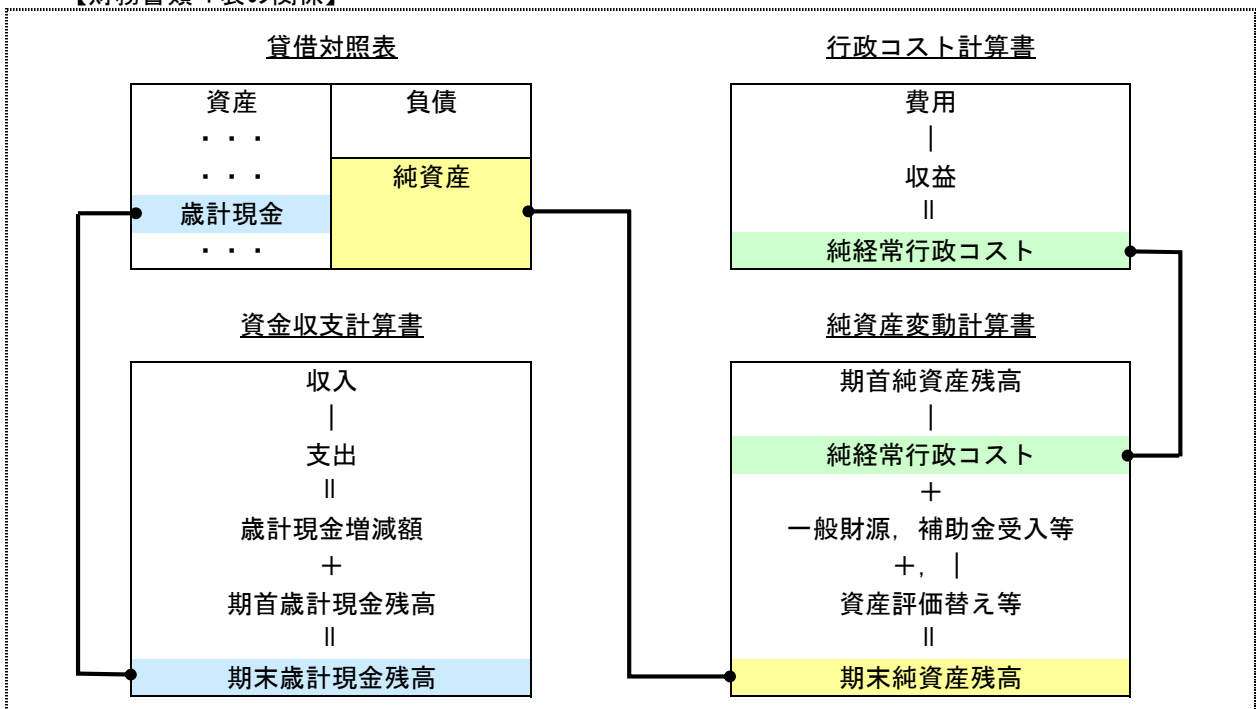 【財務書類4表の関係】
貸借対照表
資産
・・・
・・・
歳計現金
・・・
負債
純資産
行政コスト計算書
費用
|
収益
||
純経常行政コスト
資金収支計算書
収入
|
支出
||
歳計現金増減額
+
期首歳計現金残高
||
期末歳計現金残高
純資産変動計算書
期首純資産残高
|
純経常行政コスト
+
一般財源，補助金受入等
+，|
資産評価替え等
||
期末純資産残高